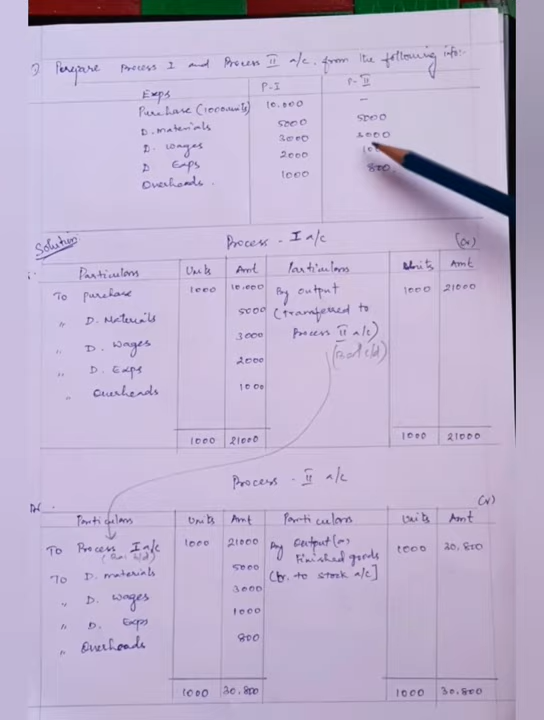 1) Prepare Process I and Process II a/c. from the following info:-
Exps P-I P-II
Purchase (1000 units) 10.000 —
D. Materials 5000 5000
D. Wages 3000 3000
D Exps 2000
Overheads. 1000 800
Solution
Process - I a/c
(Cr)
Particulars Units Amt Particulars Units Amt
To purchase 1000 10.000 By output 1000 21000
" D. Materials 5000 (transferred to
" D. Wages 3000 Process II a/c)
" D. Exps 2000
" Overheads 1000
1000 21000 1000 21000
Process - II a/c
Particulars Units Amt Particulars Units Amt
To Process I a/c 1000 21000 By Output (or) 1000 30,800
To D. materials 5000 Finished goods
" D. Wages 3000 (tr. to stock a/c]
" D. Exps 1000
" Overheads 800
1000 30,800 1000 30,800